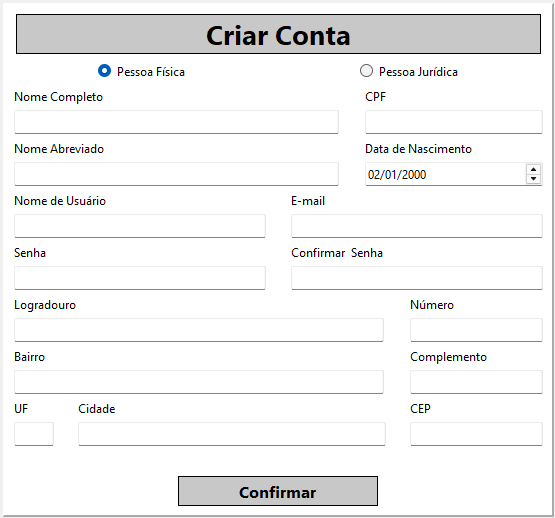 Criar Conta
Pessoa Física Pessoa Jurídica
Nome Completo CPF
Nome Abreviado Data de Nascimento
02/01/2000
Nome de Usuário E-mail
Senha Confirmar Senha
Logradouro Número
Bairro Complemento
UF Cidade CEP
Confirmar